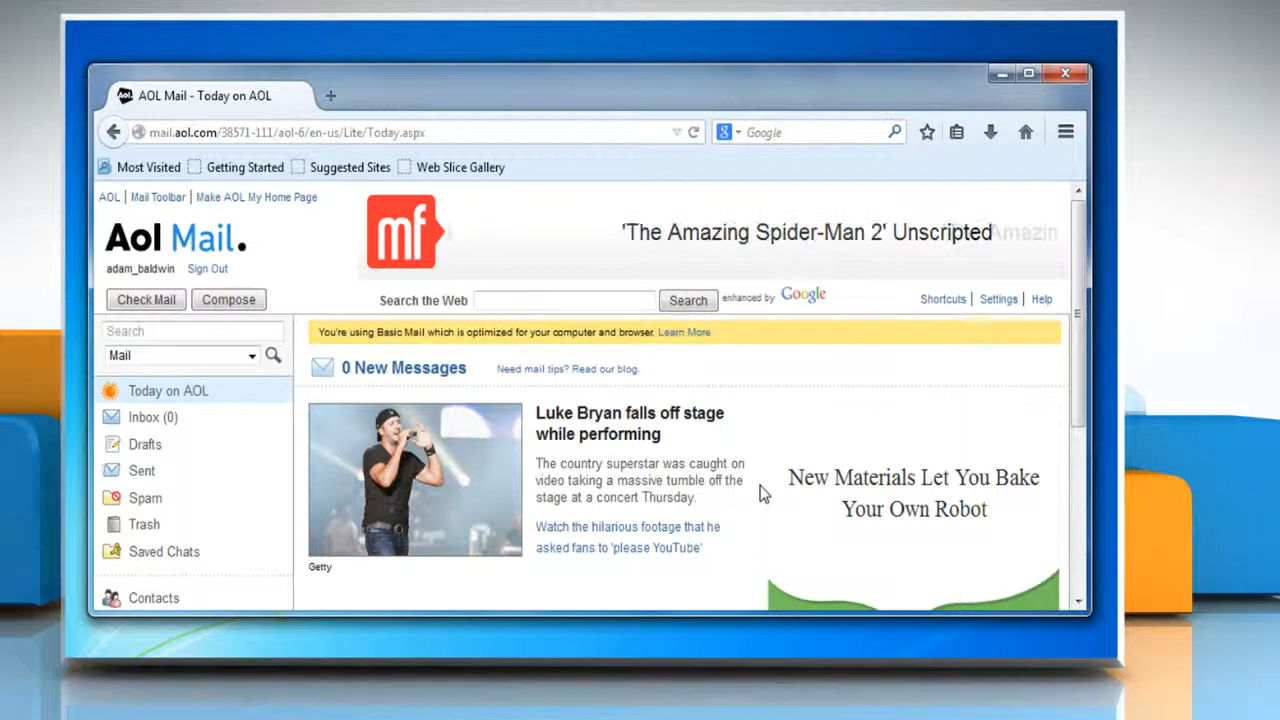 AOL Mail - Today on AOL
mail.aol.com/38571-111/aol-6/en-us/Lite/Today.aspx
Google
Most Visited Getting Started Suggested Sites Web Slice Gallery
AOL | Mail Toolbar | Make AOL My Home Page
Aol Mail.
mf
'The Amazing Spider-Man 2' Unscripted
adam_baldwin Sign Out
Check Mail Compose
Search the Web Search enhanced by Google
Shortcuts | Settings | Help
Search
You're using Basic Mail which is optimized for your computer and browser. Learn More
Mail
0 New Messages Need mail tips? Read our blog.
Today on AOL
Inbox (0)
Drafts
Sent
Spam
Trash
Saved Chats
Contacts
Luke Bryan falls off stage
while performing
The country superstar was caught on
video taking a massive tumble off the
stage at a concert Thursday.
Watch the hilarious footage that he
asked fans to 'please YouTube'
Getty
New Materials Let You Bake
Your Own Robot